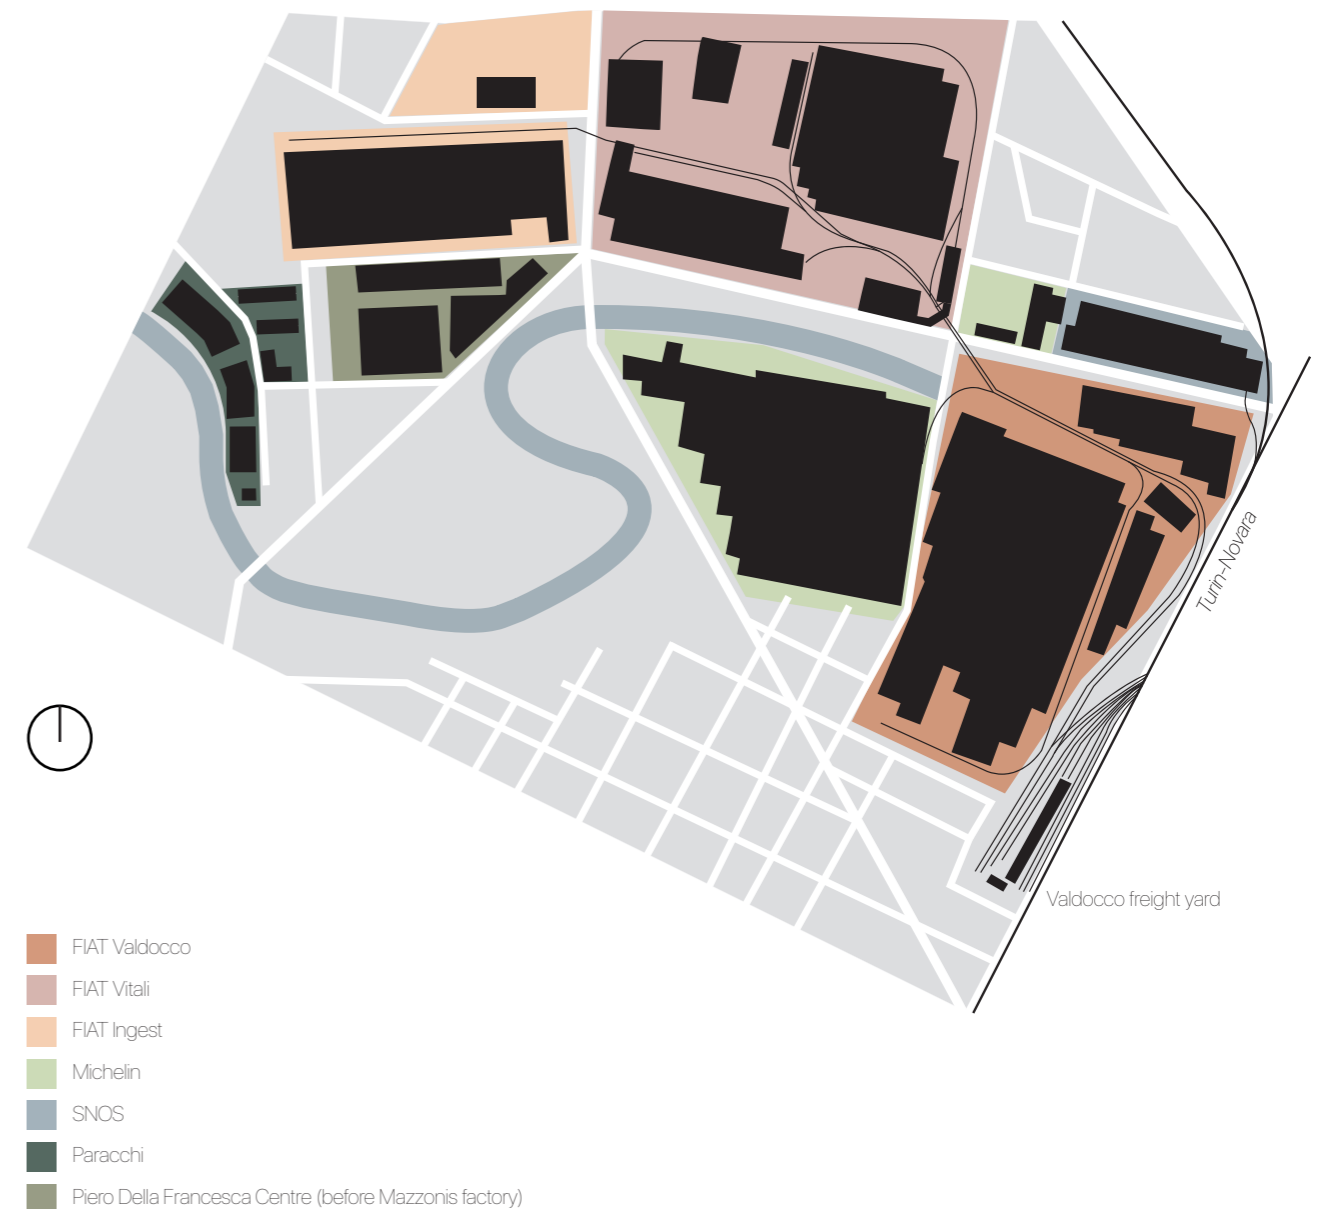 Turin-Novara
Valdocco freight yard
FIAT Valdocco
FIAT Vitali
FIAT Ingest
Michelin
SNOS
Paracchi
Piero Della Francesca Centre (before Mazzonis factory)